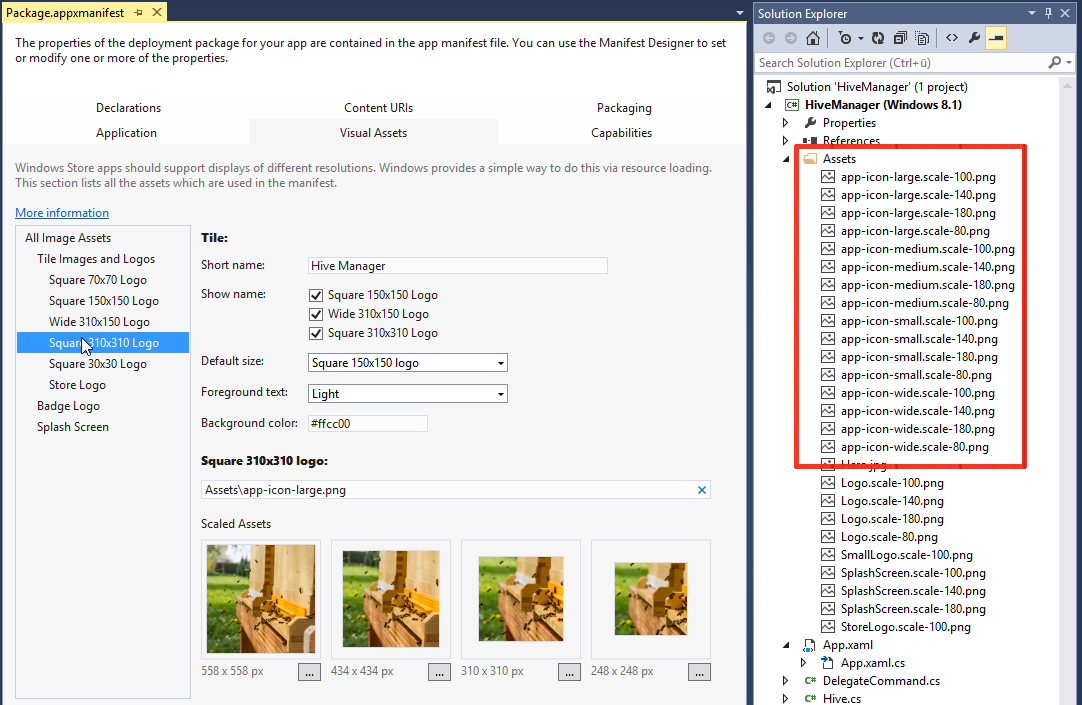 Package.appxmanifest
The properties of the deployment package for your app are contained in the app manifest file. You can use the Manifest Designer to set
or modify one or more of the properties.
Declarations
Content URIs
Packaging
Application
Visual Assets
Capabilities
Windows Store apps should support displays of different resolutions. Windows provides a simple way to do this via resource loading.
This section lists all the assets which are used in the manifest.
More information
All Image Assets
Tile Images and Logos
Square 70x70 Logo
Square 150x150 Logo
Wide 310x150 Logo
Square 310x310 Logo
Square 30x30 Logo
Store Logo
Badge Logo
Splash Screen
Tile:
Short name:
Hive Manager
Show name:
Square 150x150 Logo
Wide 310x150 Logo
Square 310x310 Logo
Default size:
Square 150x150 logo
Foreground text:
Light
Background color:
#ffcc00
Square 310x310 logo:
Assets\app-icon-large.png
Scaled Assets
558 x 558 px
...
434 x 434 px
...
310 x 310 px
...
248 x 248 px
...
Solution Explorer
Search Solution Explorer (Ctrl+ü)
Solution 'HiveManager' (1 project)
C# HiveManager (Windows 8.1)
Properties
References
Assets
app-icon-large.scale-100.png
app-icon-large.scale-140.png
app-icon-large.scale-180.png
app-icon-large.scale-80.png
app-icon-medium.scale-100.png
app-icon-medium.scale-140.png
app-icon-medium.scale-180.png
app-icon-medium.scale-80.png
app-icon-small.scale-100.png
app-icon-small.scale-140.png
app-icon-small.scale-180.png
app-icon-small.scale-80.png
app-icon-wide.scale-100.png
app-icon-wide.scale-140.png
app-icon-wide.scale-180.png
app-icon-wide.scale-80.png
Logo.scale-100.png
Logo.scale-140.png
Logo.scale-180.png
Logo.scale-80.png
SmallLogo.scale-100.png
SplashScreen.scale-100.png
SplashScreen.scale-140.png
SplashScreen.scale-180.png
StoreLogo.scale-100.png
App.xaml
App.xaml.cs
C# DelegateCommand.cs
C# Hive.cs